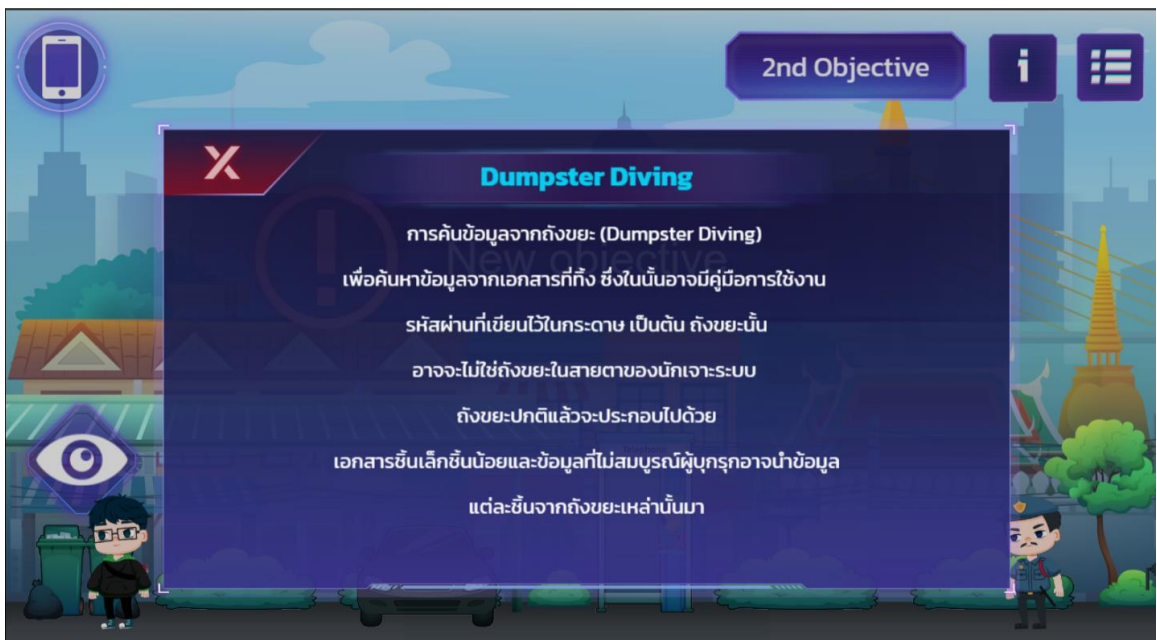 2nd Objective
i
X
Dumpster Diving
New objective
การค้นข้อมูลจากถังขยะ (Dumpster Diving)
เพื่อค้นหาข้อมูลจากเอกสารที่ทิ้ง ซึ่งในนั้นอาจมีคู่มือการใช้งาน
รหัสผ่านที่เขียนไว้ในกระดาษ เป็นต้น ถังขยะนั้น
อาจจะไม่ใช่ถังขยะในสายตาของนักเจาะระบบ
ถังขยะปกติแล้วจะประกอบไปด้วย
เอกสารชิ้นเล็กชิ้นน้อยและข้อมูลที่ไม่สมบูรณ์ผู้บุกรุกอาจนำข้อมูล
แต่ละชิ้นจากถังขยะเหล่านั้นมา